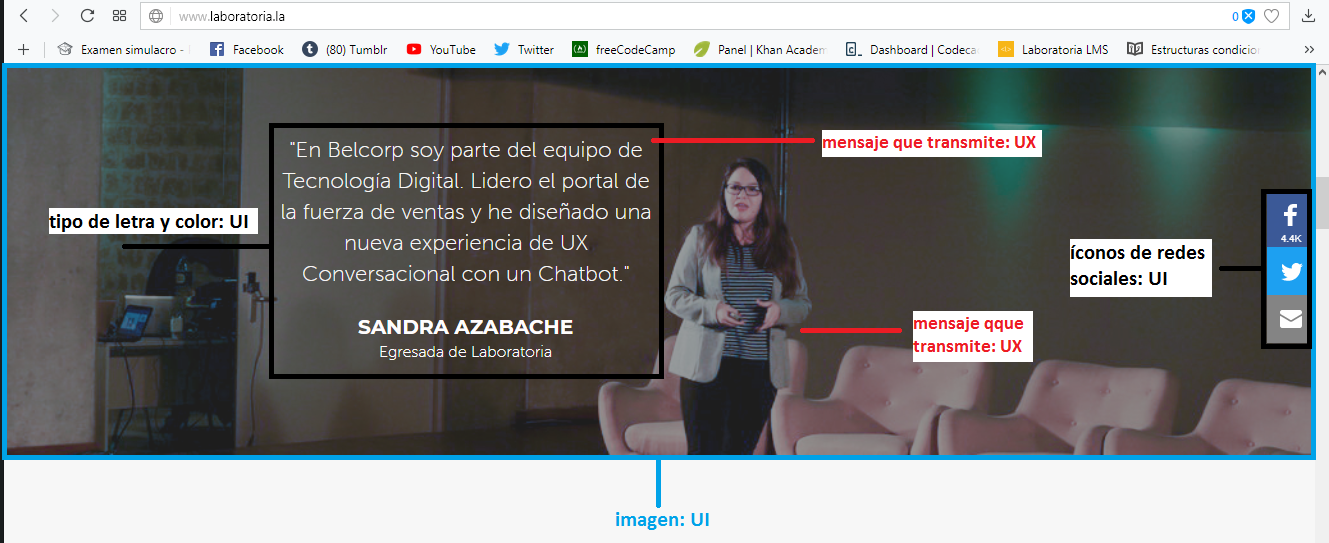 www.laboratoria.la
0
Examen simulacro -
Facebook
(80) Tumblr
YouTube
Twitter
freeCodeCamp
Panel | Khan Academ
Dashboard | Codeca
Laboratoria LMS
Estructuras condicio
"En Belcorp soy parte del equipo de
Tecnología Digital. Lidero el portal de
la fuerza de ventas y he diseñado una
nueva experiencia de UX
Conversacional con un Chatbot."
SANDRA AZABACHE
Egresada de Laboratoria
mensaje que transmite: UX
tipo de letra y color: UI
íconos de redes
sociales: UI
4.4K
mensaje qque
transmite: UX
imagen: UI